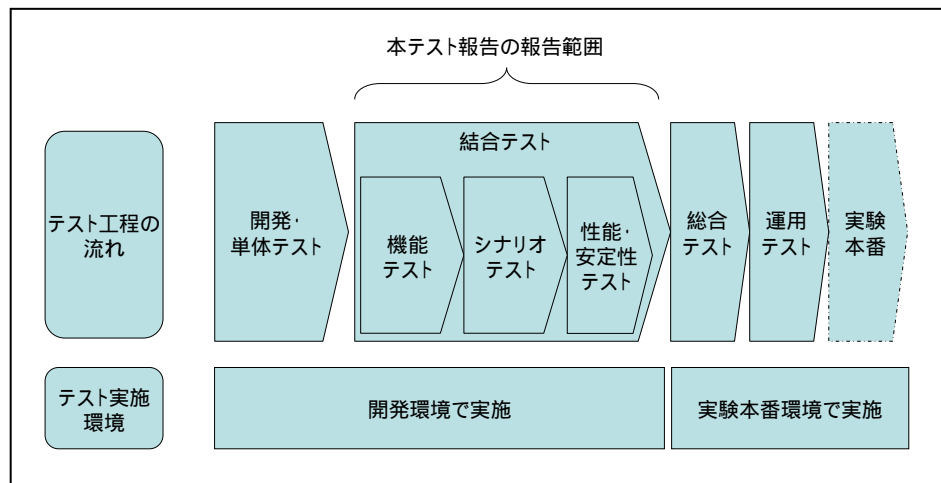 本テスト報告の報告範囲
テスト工程の
流れ
開発・
単体テスト
結合テスト
機能
テスト
シナリオ
テスト
性能・
安定性
テスト
総合
テスト
運用
テスト
実験
本番
テスト実施
環境
開発環境で実施
実験本番環境で実施